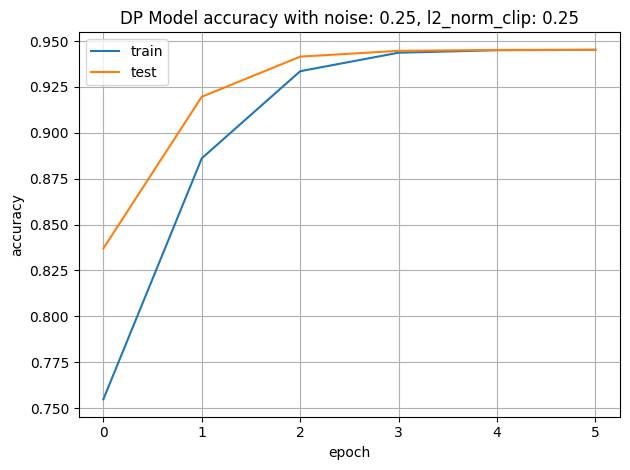 DP Model accuracy with noise: 0.25, l2_norm_clip: 0.25
train
test
0.950
0.925
0.900
0.875
0.850
0.825
0.800
0.775
0.750
accuracy
0 1 2 3 4 5
epoch